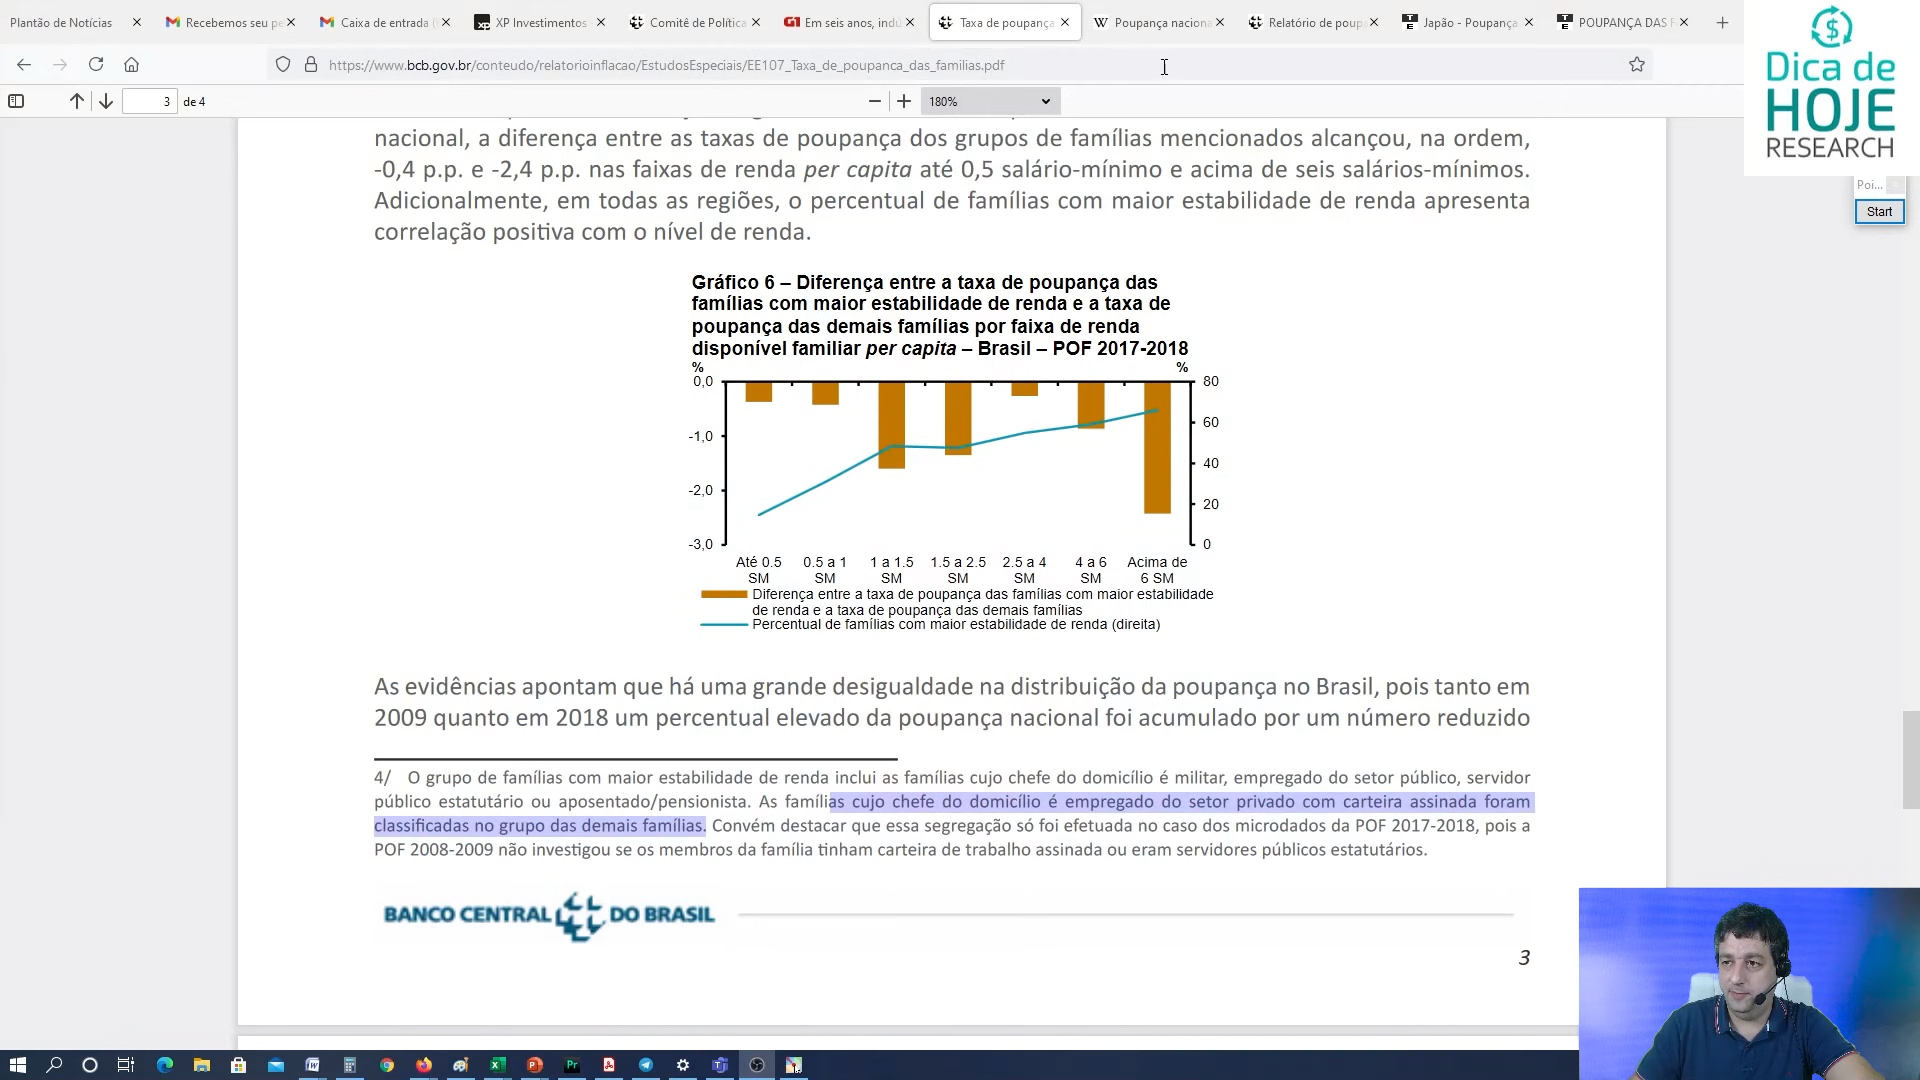 Plantão de Notícias
Recebemos seu pe
Caixa de entrada (
XP Investimentos
Comitê de Política
Em seis anos, indú
Taxa de poupança
Poupança naciona
Relatório de poup
Japão - Poupança
POUPANÇA DAS F
https://www.bcb.gov.br/conteudo/relatorioinflacao/EstudosEspeciais/EE107_Taxa_de_poupanca_das_familias.pdf
3 de 4
180%
Dica de
HOJE
RESEARCH
Poi...
Start
nacional, a diferença entre as taxas de poupança dos grupos de famílias mencionados alcançou, na ordem,
-0,4 p.p. e -2,4 p.p. nas faixas de renda per capita até 0,5 salário-mínimo e acima de seis salários-mínimos.
Adicionalmente, em todas as regiões, o percentual de famílias com maior estabilidade de renda apresenta
correlação positiva com o nível de renda.
Gráfico 6 – Diferença entre a taxa de poupança das
famílias com maior estabilidade de renda e a taxa de
poupança das demais famílias por faixa de renda
disponível familiar per capita – Brasil – POF 2017-2018
% %
0,0 80
60
-1,0
40
-2,0
20
-3,0 0
Até 0.5 0.5 a 1 1 a 1.5 1.5 a 2.5 2.5 a 4 4 a 6 Acima de
SM SM SM SM SM SM 6 SM
Diferença entre a taxa de poupança das famílias com maior estabilidade
de renda e a taxa de poupança das demais famílias
Percentual de famílias com maior estabilidade de renda (direita)
As evidências apontam que há uma grande desigualdade na distribuição da poupança no Brasil, pois tanto em
2009 quanto em 2018 um percentual elevado da poupança nacional foi acumulado por um número reduzido
4/ O grupo de famílias com maior estabilidade de renda inclui as famílias cujo chefe do domicílio é militar, empregado do setor público, servidor
público estatutário ou aposentado/pensionista. As famílias cujo chefe do domicílio é empregado do setor privado com carteira assinada foram
classificadas no grupo das demais famílias. Convém destacar que essa segregação só foi efetuada no caso dos microdados da POF 2017-2018, pois a
POF 2008-2009 não investigou se os membros da família tinham carteira de trabalho assinada ou eram servidores públicos estatutários.
BANCO CENTRAL DO BRASIL
3